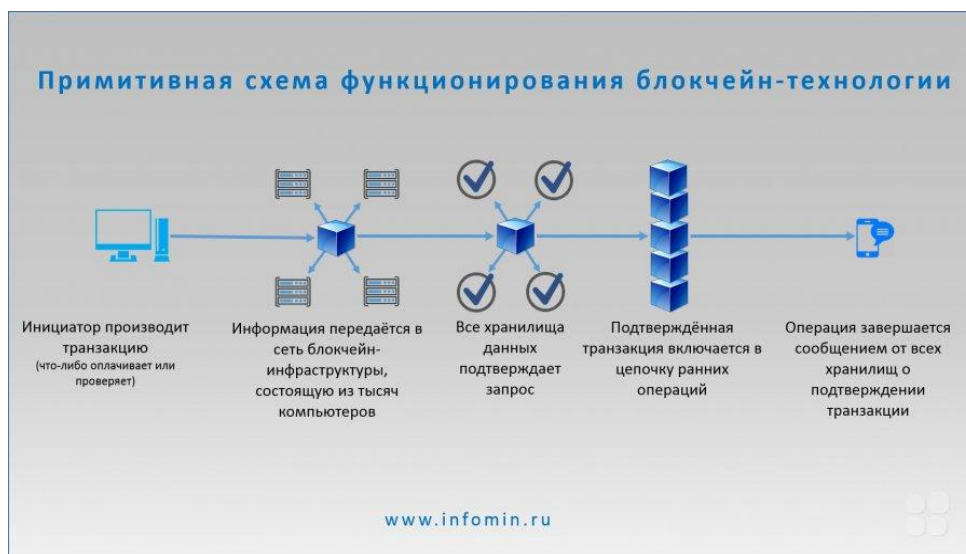 Примитивная схема функционирования блокчейн-технологии
Инициатор производит
транзакцию
(что-либо оплачивает или
проверяет)
Информация передаётся в
сеть блокчейн-
инфраструктуры,
состоящую из тысяч
компьютеров
Все хранилища
данных
подтверждает
запрос
Подтверждённая
транзакция включается в
цепочку ранних
операций
Операция завершается
сообщением от всех
хранилищ о
подтверждении
транзакции
www.infomin.ru